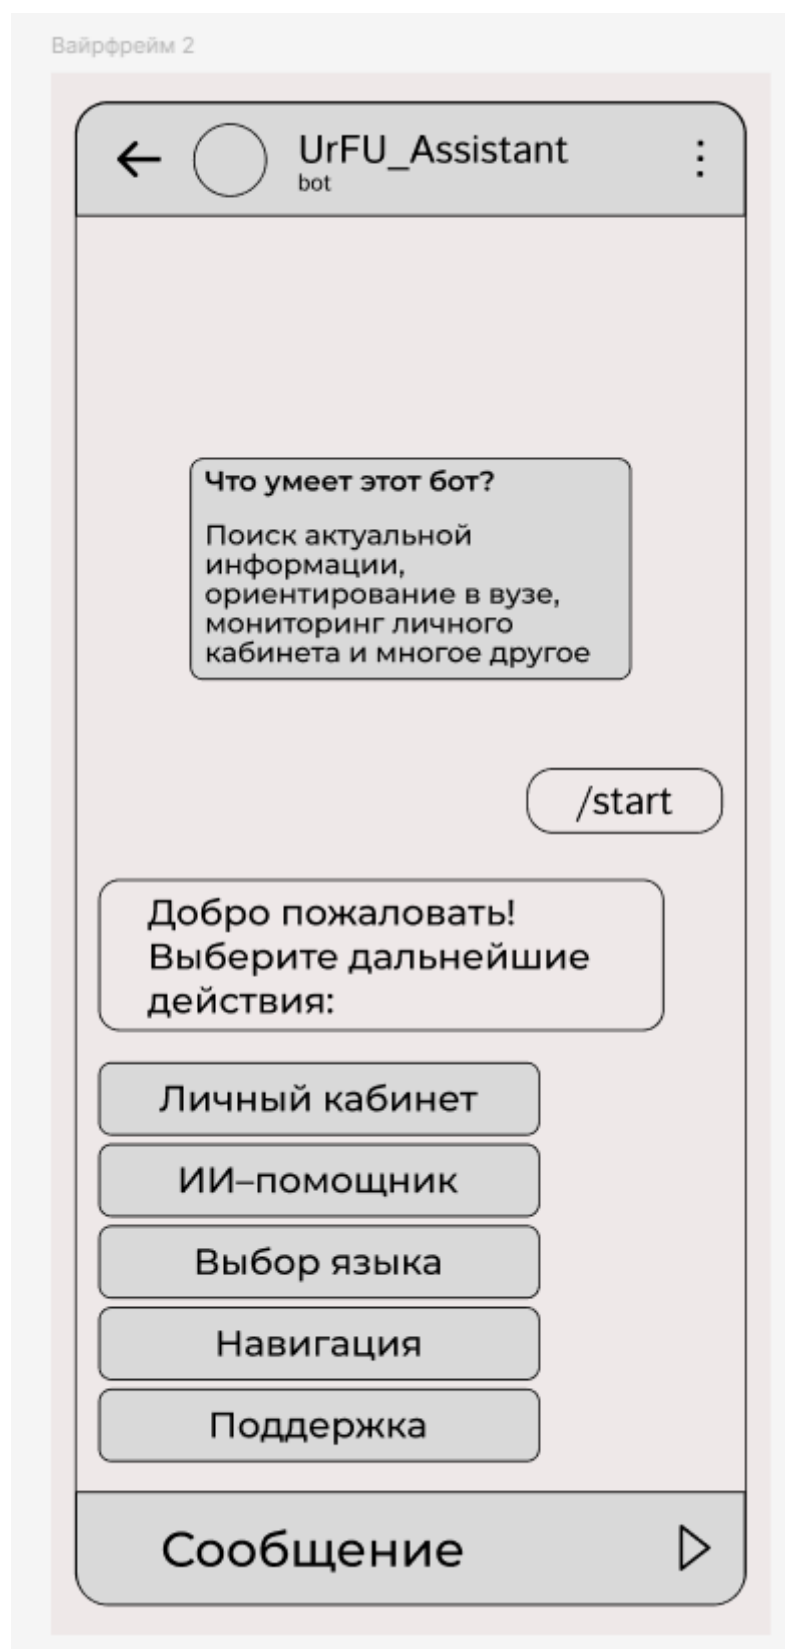 Вайрфрейм 2
UrFU_Assistant
bot
Что умеет этот бот?
Поиск актуальной
информации,
ориентирование в вузе,
мониторинг личного
кабинета и многое другое
/start
Добро пожаловать!
Выберите дальнейшие
действия:
Личный кабинет
ИИ–помощник
Выбор языка
Навигация
Поддержка
Сообщение